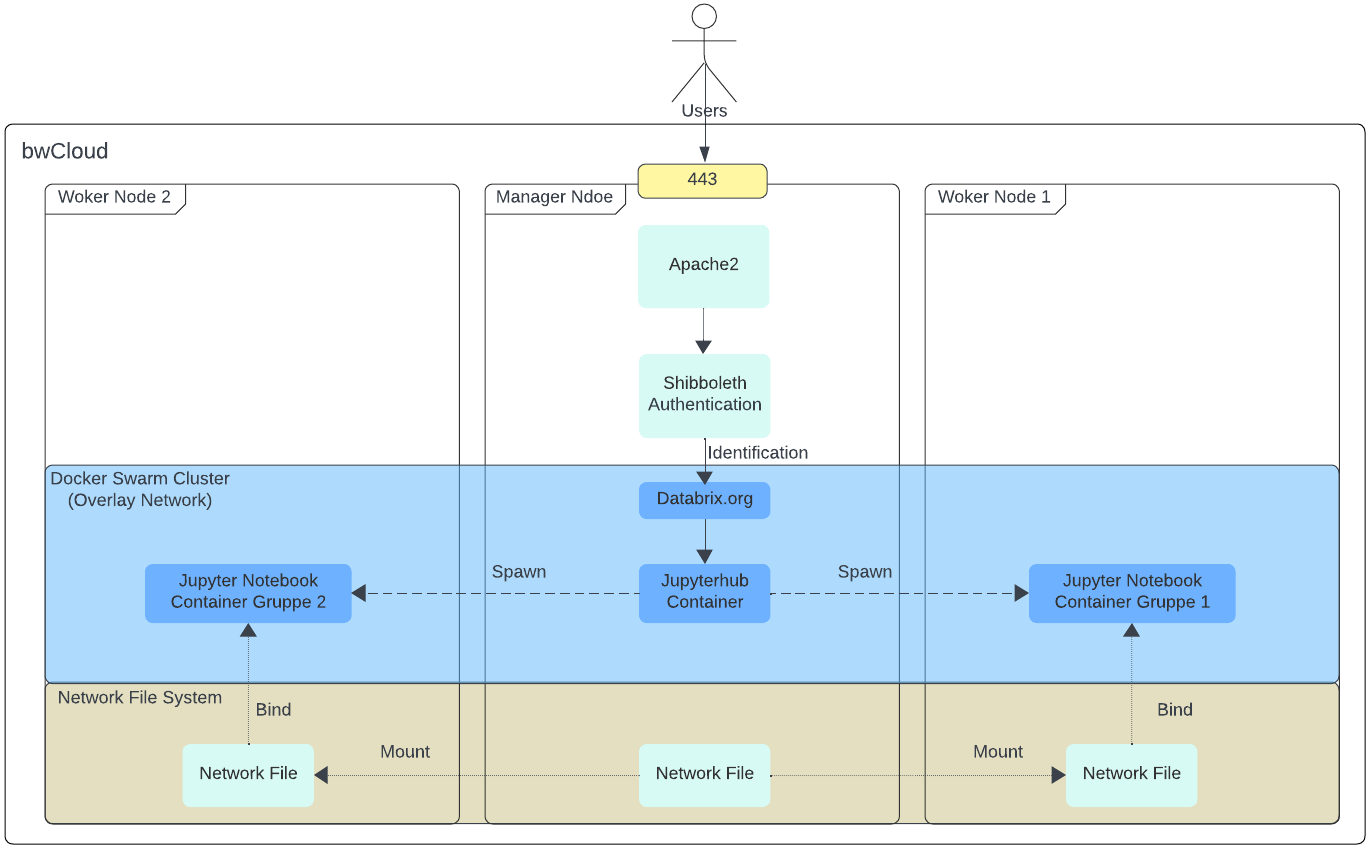 Users
bwCloud
443
Woker Node 2
Manager Ndoe
Woker Node 1
Apache2
Shibboleth
Authentication
Identification
Docker Swarm Cluster
(Overlay Network)
Databrix.org
Jupyter Notebook
Container Gruppe 2
Spawn
Jupyterhub
Container
Spawn
Jupyter Notebook
Container Gruppe 1
Network File System
Bind
Bind
Network File
Mount
Network File
Mount
Network File